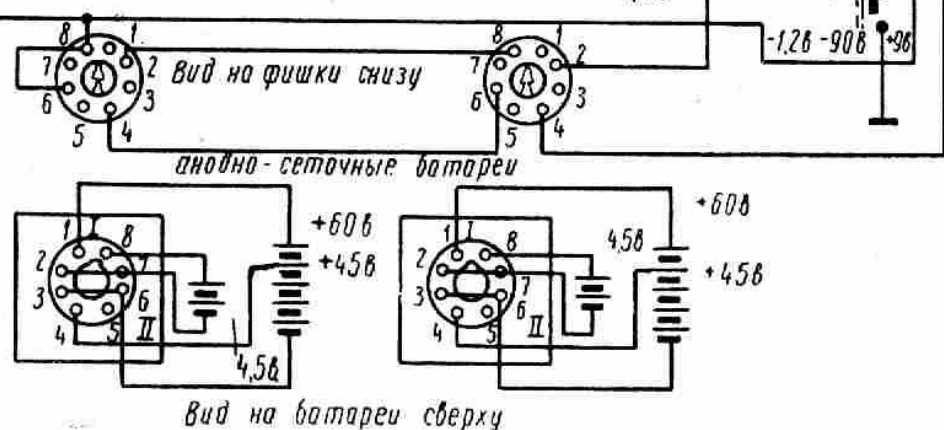 8 1 8 1
-1,2в -90в +9в
7 2 7 2
Вид на фишки снизу
6 3 6 3
5 4 5 4
анодно-сеточные батареи
+60в +60в
1 I 8 1 I 8 4,5в
2 7 +45в 2 7 +45в
3 6 3 6
4 5 II 4 5 II
4,5в
Вид на батареи сверху